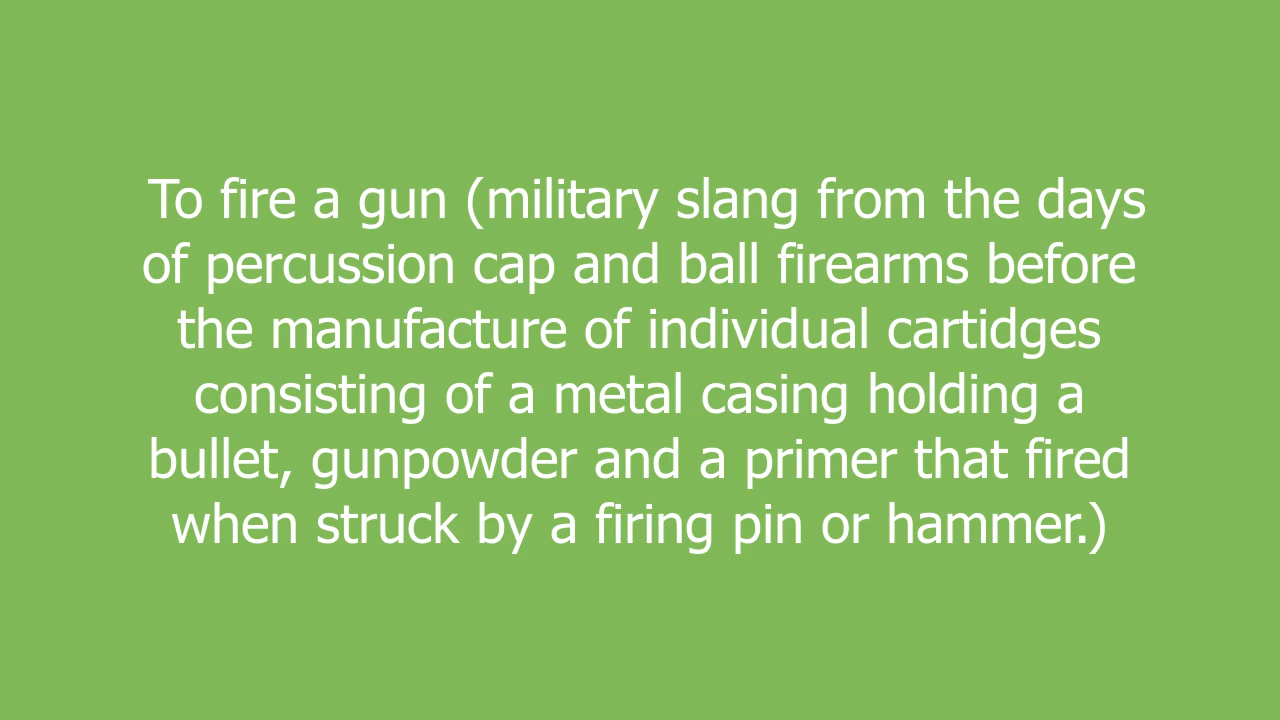 To fire a gun (military slang from the days
of percussion cap and ball firearms before
the manufacture of individual cartidges
consisting of a metal casing holding a
bullet, gunpowder and a primer that fired
when struck by a firing pin or hammer.)